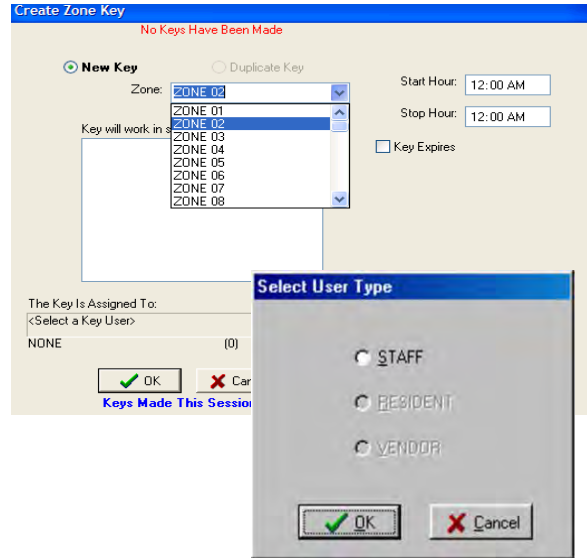 Create Zone Key
No Keys Have Been Made
New Key
Duplicate Key
Zone:
ZONE 02
ZONE 01
ZONE 02
ZONE 03
ZONE 04
ZONE 05
ZONE 06
ZONE 07
ZONE 08
Start Hour: 12:00 AM
Stop Hour: 12:00 AM
Key Expires
Key will work in s
The Key Is Assigned To:
<Select a Key User>
NONE (0)
OK
Car
Keys Made This Session
Select User Type
STAFF
RESIDENT
VENDOR
OK
Cancel